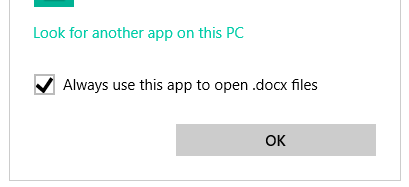 Look for another app on this PC
Always use this app to open .docx files
OK